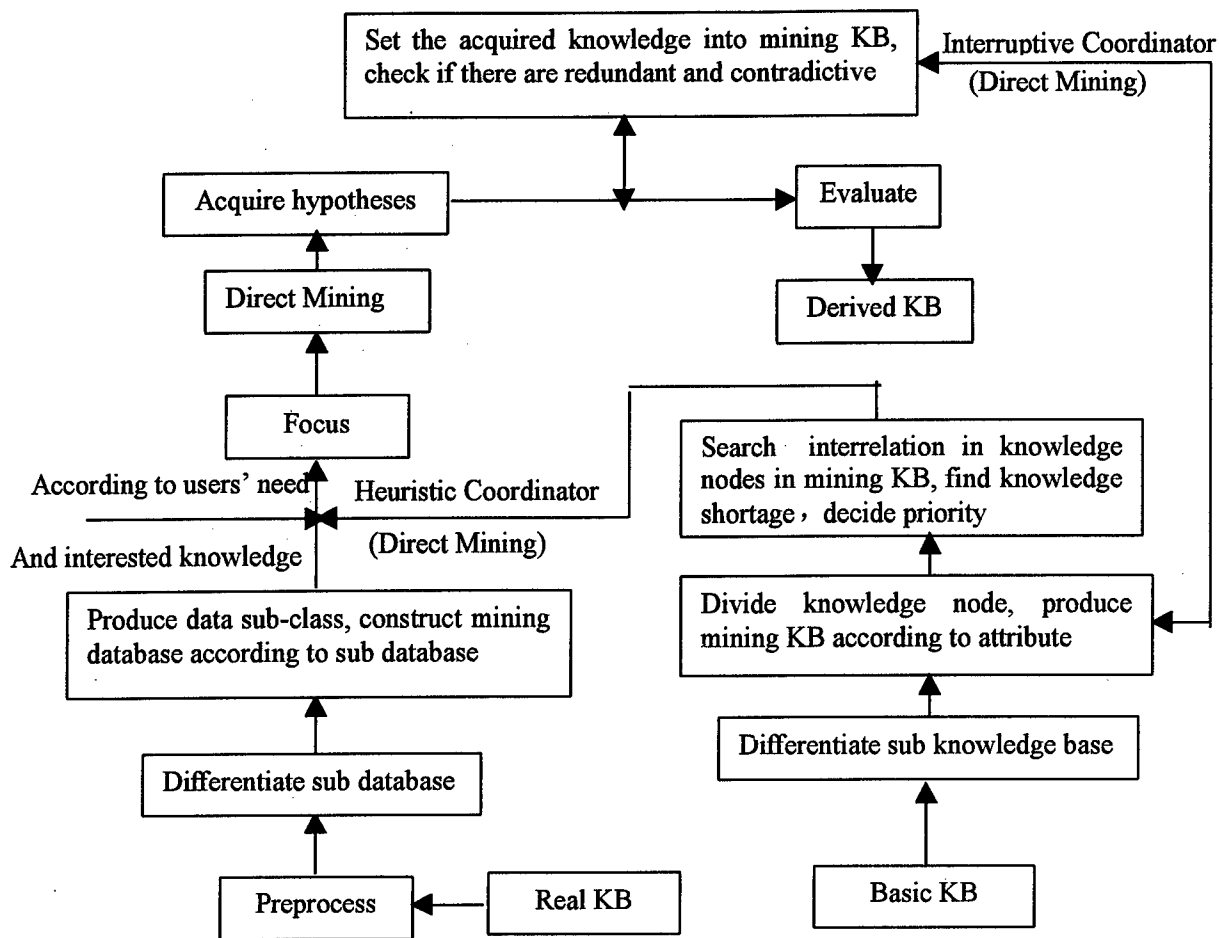 Set the acquired knowledge into mining KB,
check if there are redundant and contradictive
Interruptive Coordinator
(Direct Mining)
Acquire hypotheses
Evaluate
Direct Mining
Derived KB
Focus
Search interrelation in knowledge
nodes in mining KB, find knowledge
shortage，decide priority
According to users' need
Heuristic Coordinator
(Direct Mining)
And interested knowledge
Produce data sub-class, construct mining
database according to sub database
Divide knowledge node, produce
mining KB according to attribute
Differentiate sub knowledge base
Differentiate sub database
Preprocess
Real KB
Basic KB